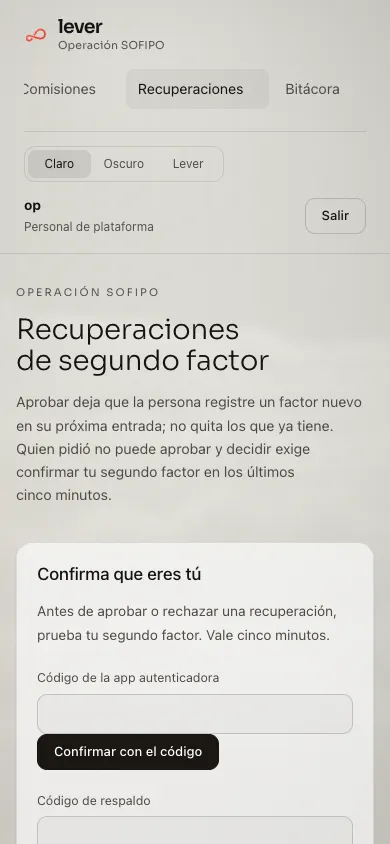 lever
Operación SOFIPO
Comisiones Recuperaciones Bitácora
Claro Oscuro Lever
op
Personal de plataforma
Salir
OPERACIÓN SOFIPO
Recuperaciones
de segundo factor
Aprobar deja que la persona registre un factor nuevo
en su próxima entrada; no quita los que ya tiene.
Quien pidió no puede aprobar y decidir exige
confirmar tu segundo factor en los últimos
cinco minutos.
Confirma que eres tú
Antes de aprobar o rechazar una recuperación,
prueba tu segundo factor. Vale cinco minutos.
Código de la app autenticadora
Confirmar con el código
Código de respaldo